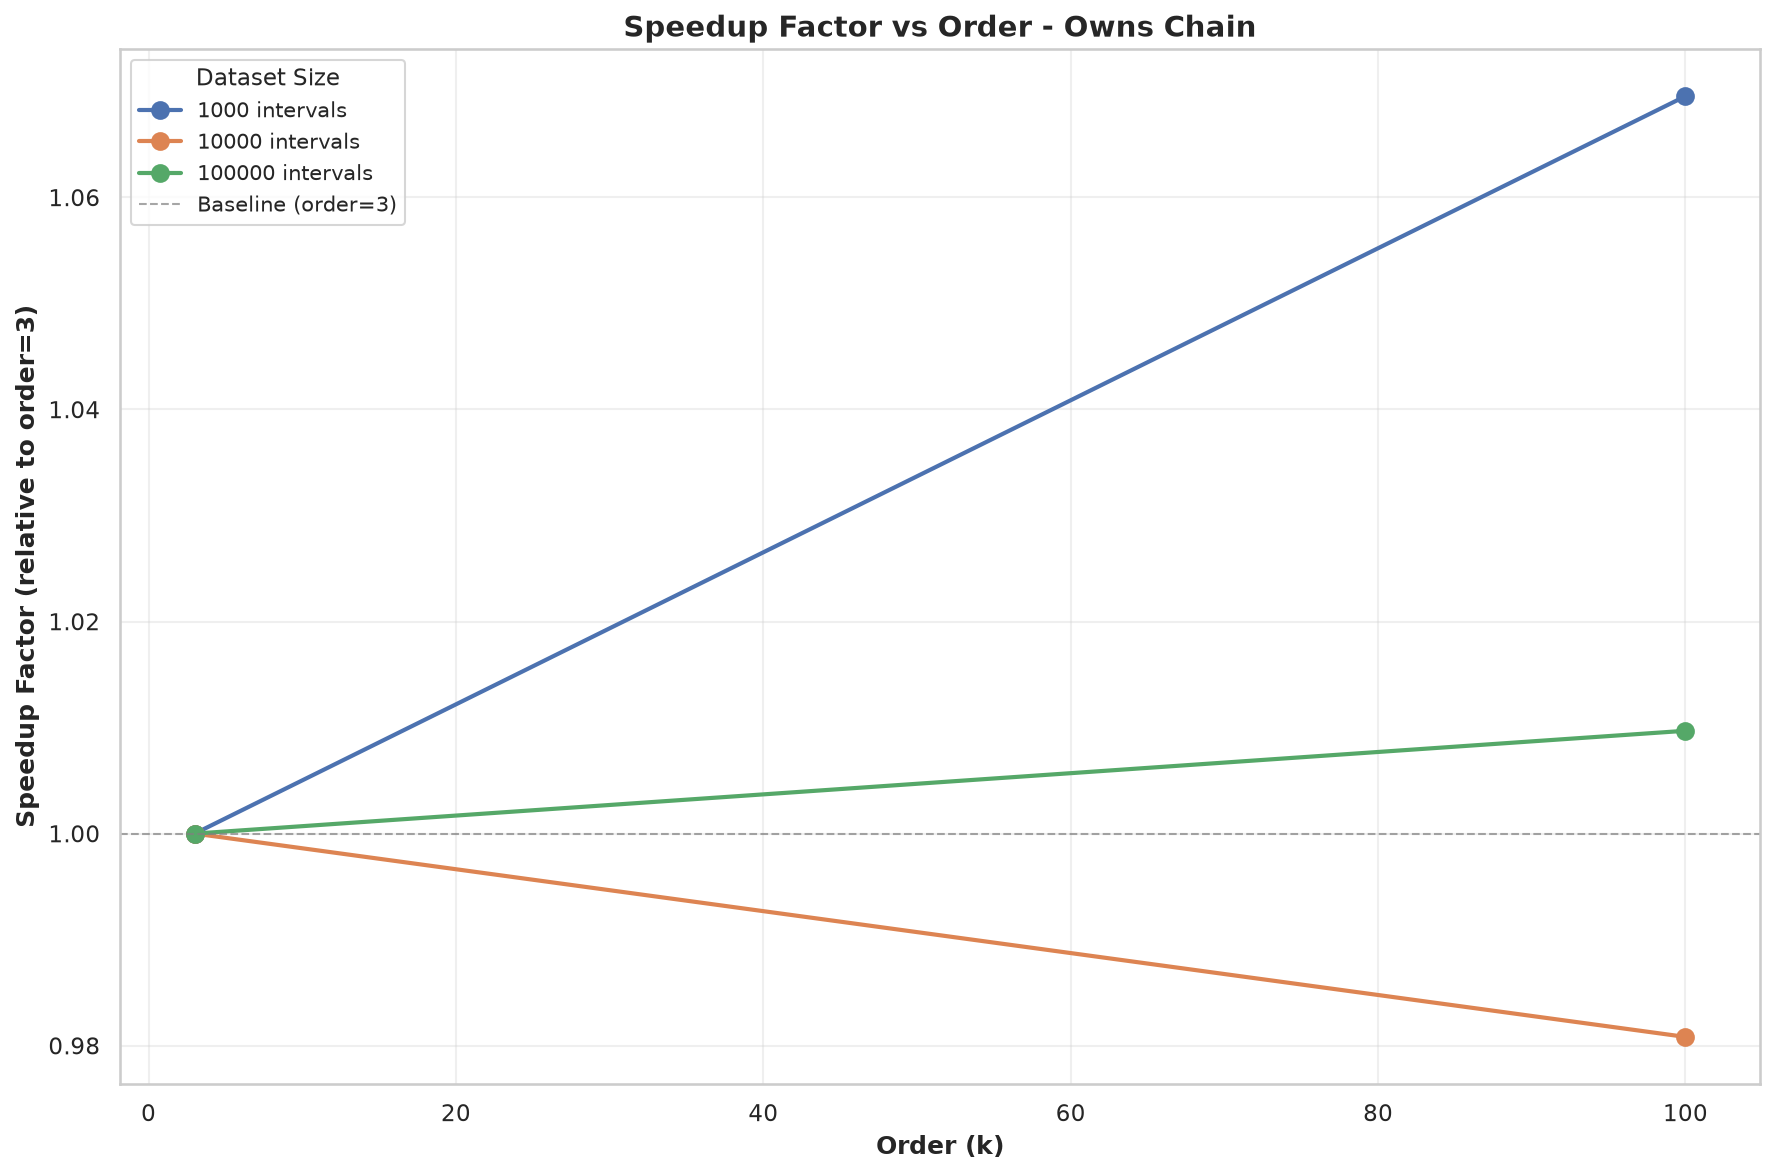 Speedup Factor vs Order - Owns Chain
Dataset Size
1000 intervals
10000 intervals
100000 intervals
Baseline (order=3)
Speedup Factor (relative to order=3)
1.06
1.04
1.02
1.00
0.98
0
20
40
60
80
100
Order (k)